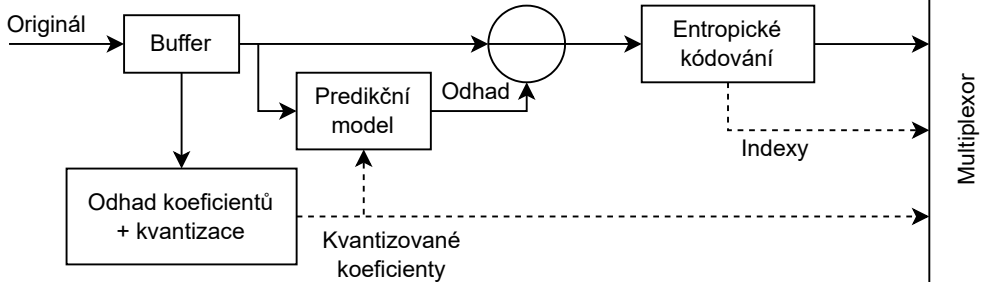 Originál
Buffer
Entropické
kódování
Predikční
model
Odhad
Indexy
Multiplexor
Odhad koeficientů
+ kvantizace
Kvantizované
koeficienty